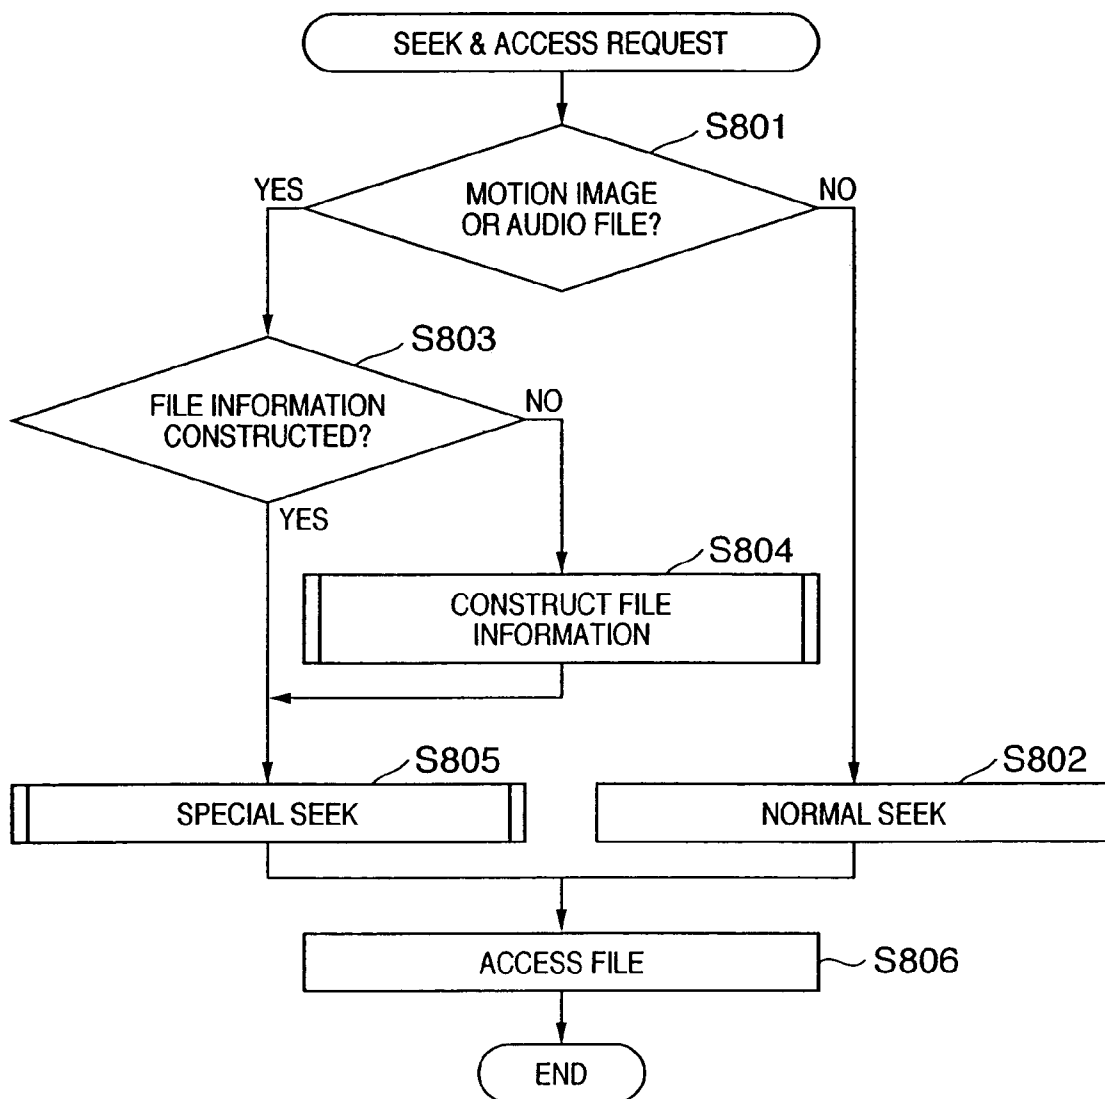 SEEK & ACCESS REQUEST
S801
YES
MOTION IMAGE
OR AUDIO FILE?
NO
S803
FILE INFORMATION
CONSTRUCTED?
NO
YES
S804
CONSTRUCT FILE
INFORMATION
S805
SPECIAL SEEK
S802
NORMAL SEEK
ACCESS FILE
S806
END